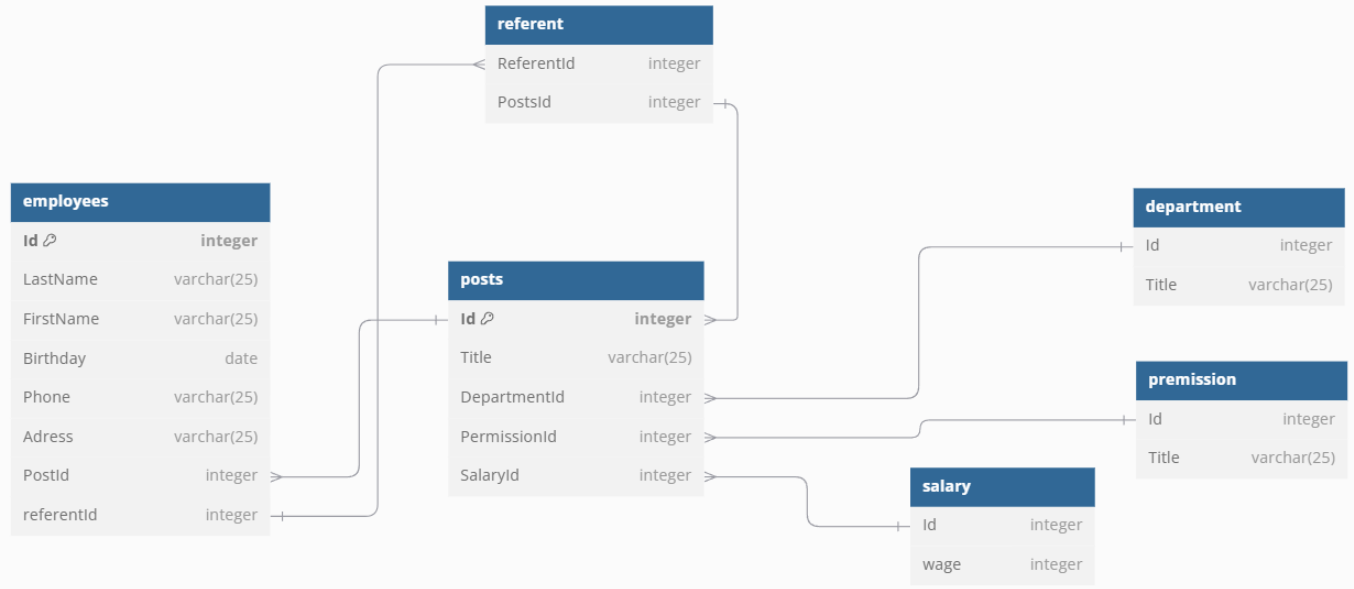 referent
ReferentId integer
PostsId integer
employees
Id integer
LastName varchar(25)
FirstName varchar(25)
Birthday date
Phone varchar(25)
Adress varchar(25)
PostId integer
referentId integer
posts
Id integer
Title varchar(25)
DepartmentId integer
PermissionId integer
SalaryId integer
department
Id integer
Title varchar(25)
premission
Id integer
Title varchar(25)
salary
Id integer
wage integer